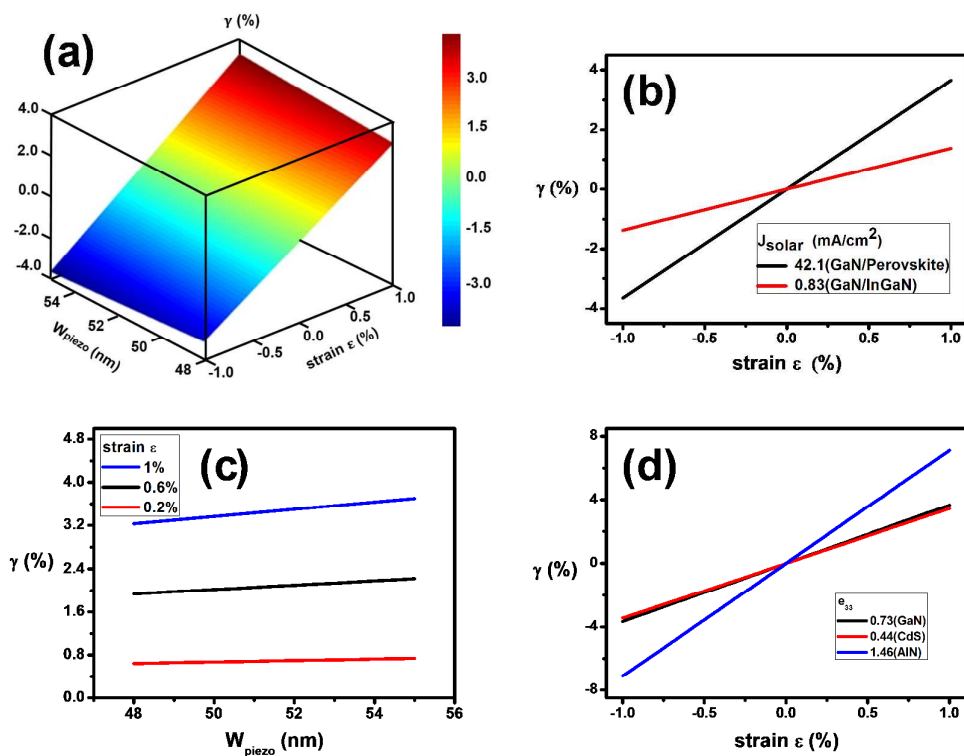 (a)
γ (%)
4.0
2.0
0.0
-2.0
-4.0
54
52
50
48
W_piezo (nm)
-1.0
-0.5
0.0
0.5
1.0
strain ε (%)
3.0
1.5
0.0
-1.5
-3.0
(b)
γ (%)
4
2
0
-2
-4
J_solar (mA/cm²)
42.1(GaN/Perovskite)
0.83(GaN/InGaN)
-1.0 -0.5 0.0 0.5 1.0
strain ε (%)
(c)
γ (%)
4.8
4.0
3.2
2.4
1.6
0.8
0.0
strain ε
1%
0.6%
0.2%
48 50 52 54 56
W_piezo (nm)
(d)
γ (%)
8
4
0
-4
-8
e_33
0.73(GaN)
0.44(CdS)
1.46(AlN)
-1.0 -0.5 0.0 0.5 1.0
strain ε (%)